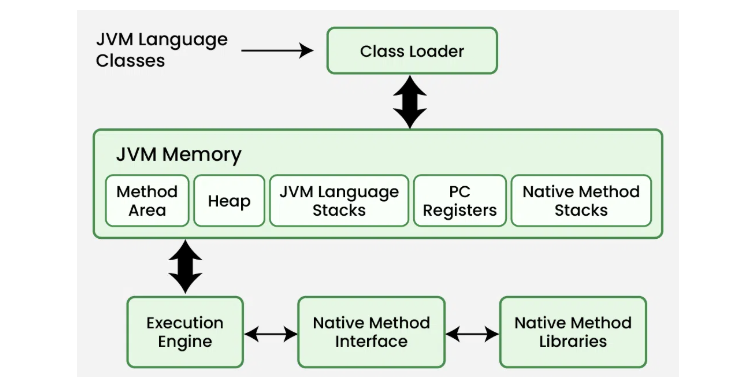 JVM Language
Classes
Class Loader
JVM Memory
Method
Area
Heap
JVM Language
Stacks
PC
Registers
Native Method
Stacks
Execution
Engine
Native Method
Interface
Native Method
Libraries